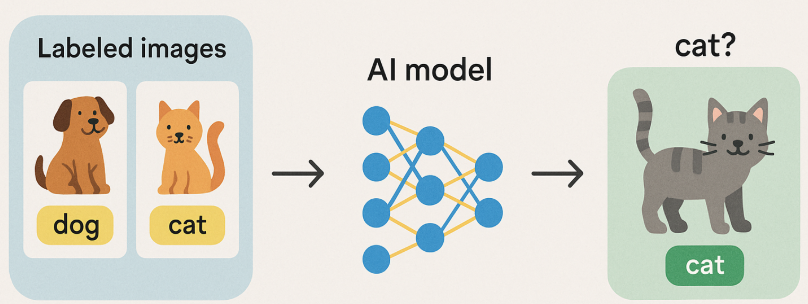 Labeled images
dog
cat
AI model
cat?
cat